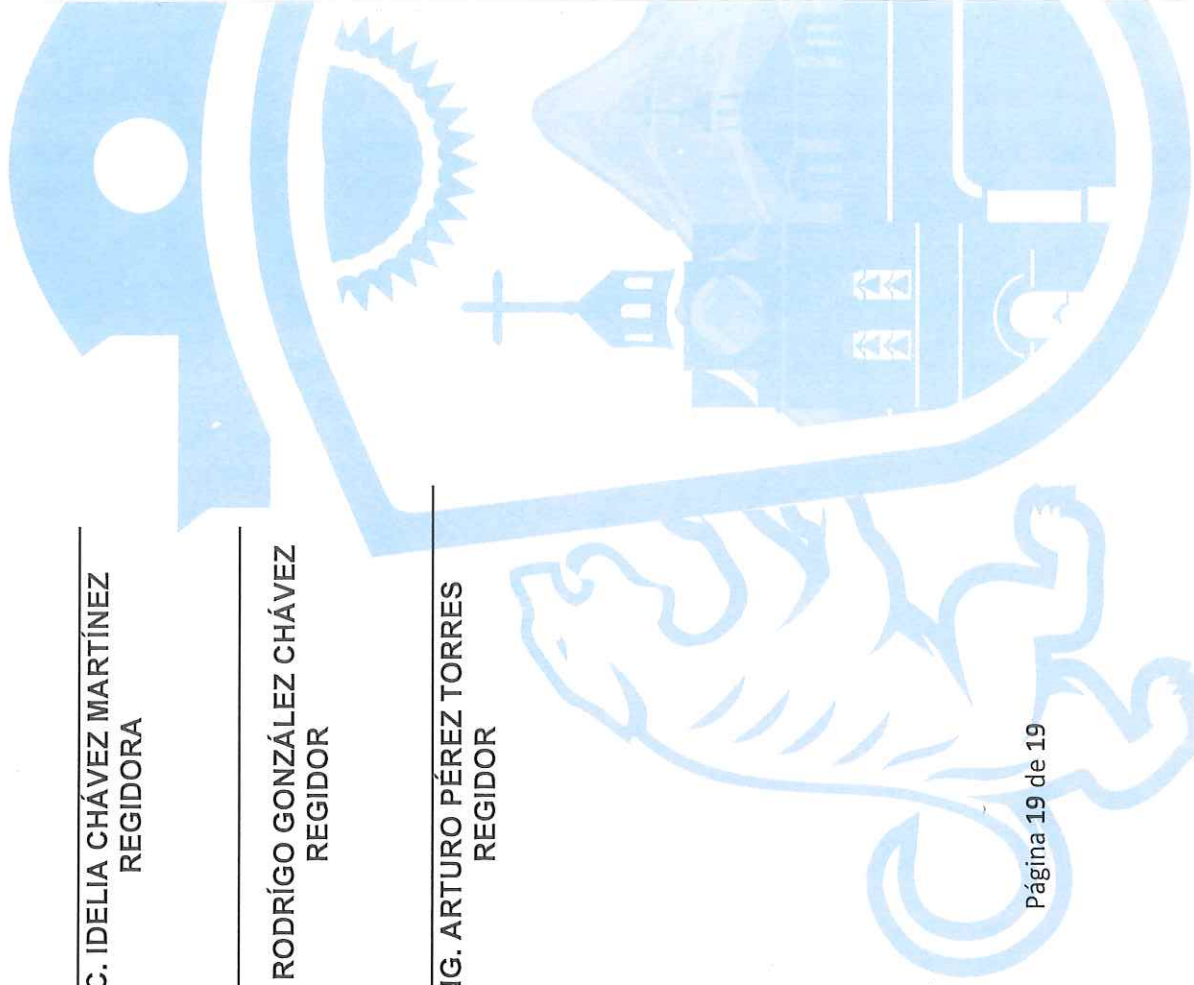 C. IDELIA CHÁVEZ MARTÍNEZ
REGIDORA
RODRÍGO GONZÁLEZ CHÁVEZ
REGIDOR
IG. ARTURO PÉREZ TORRES
REGIDOR
Página 19 de 19